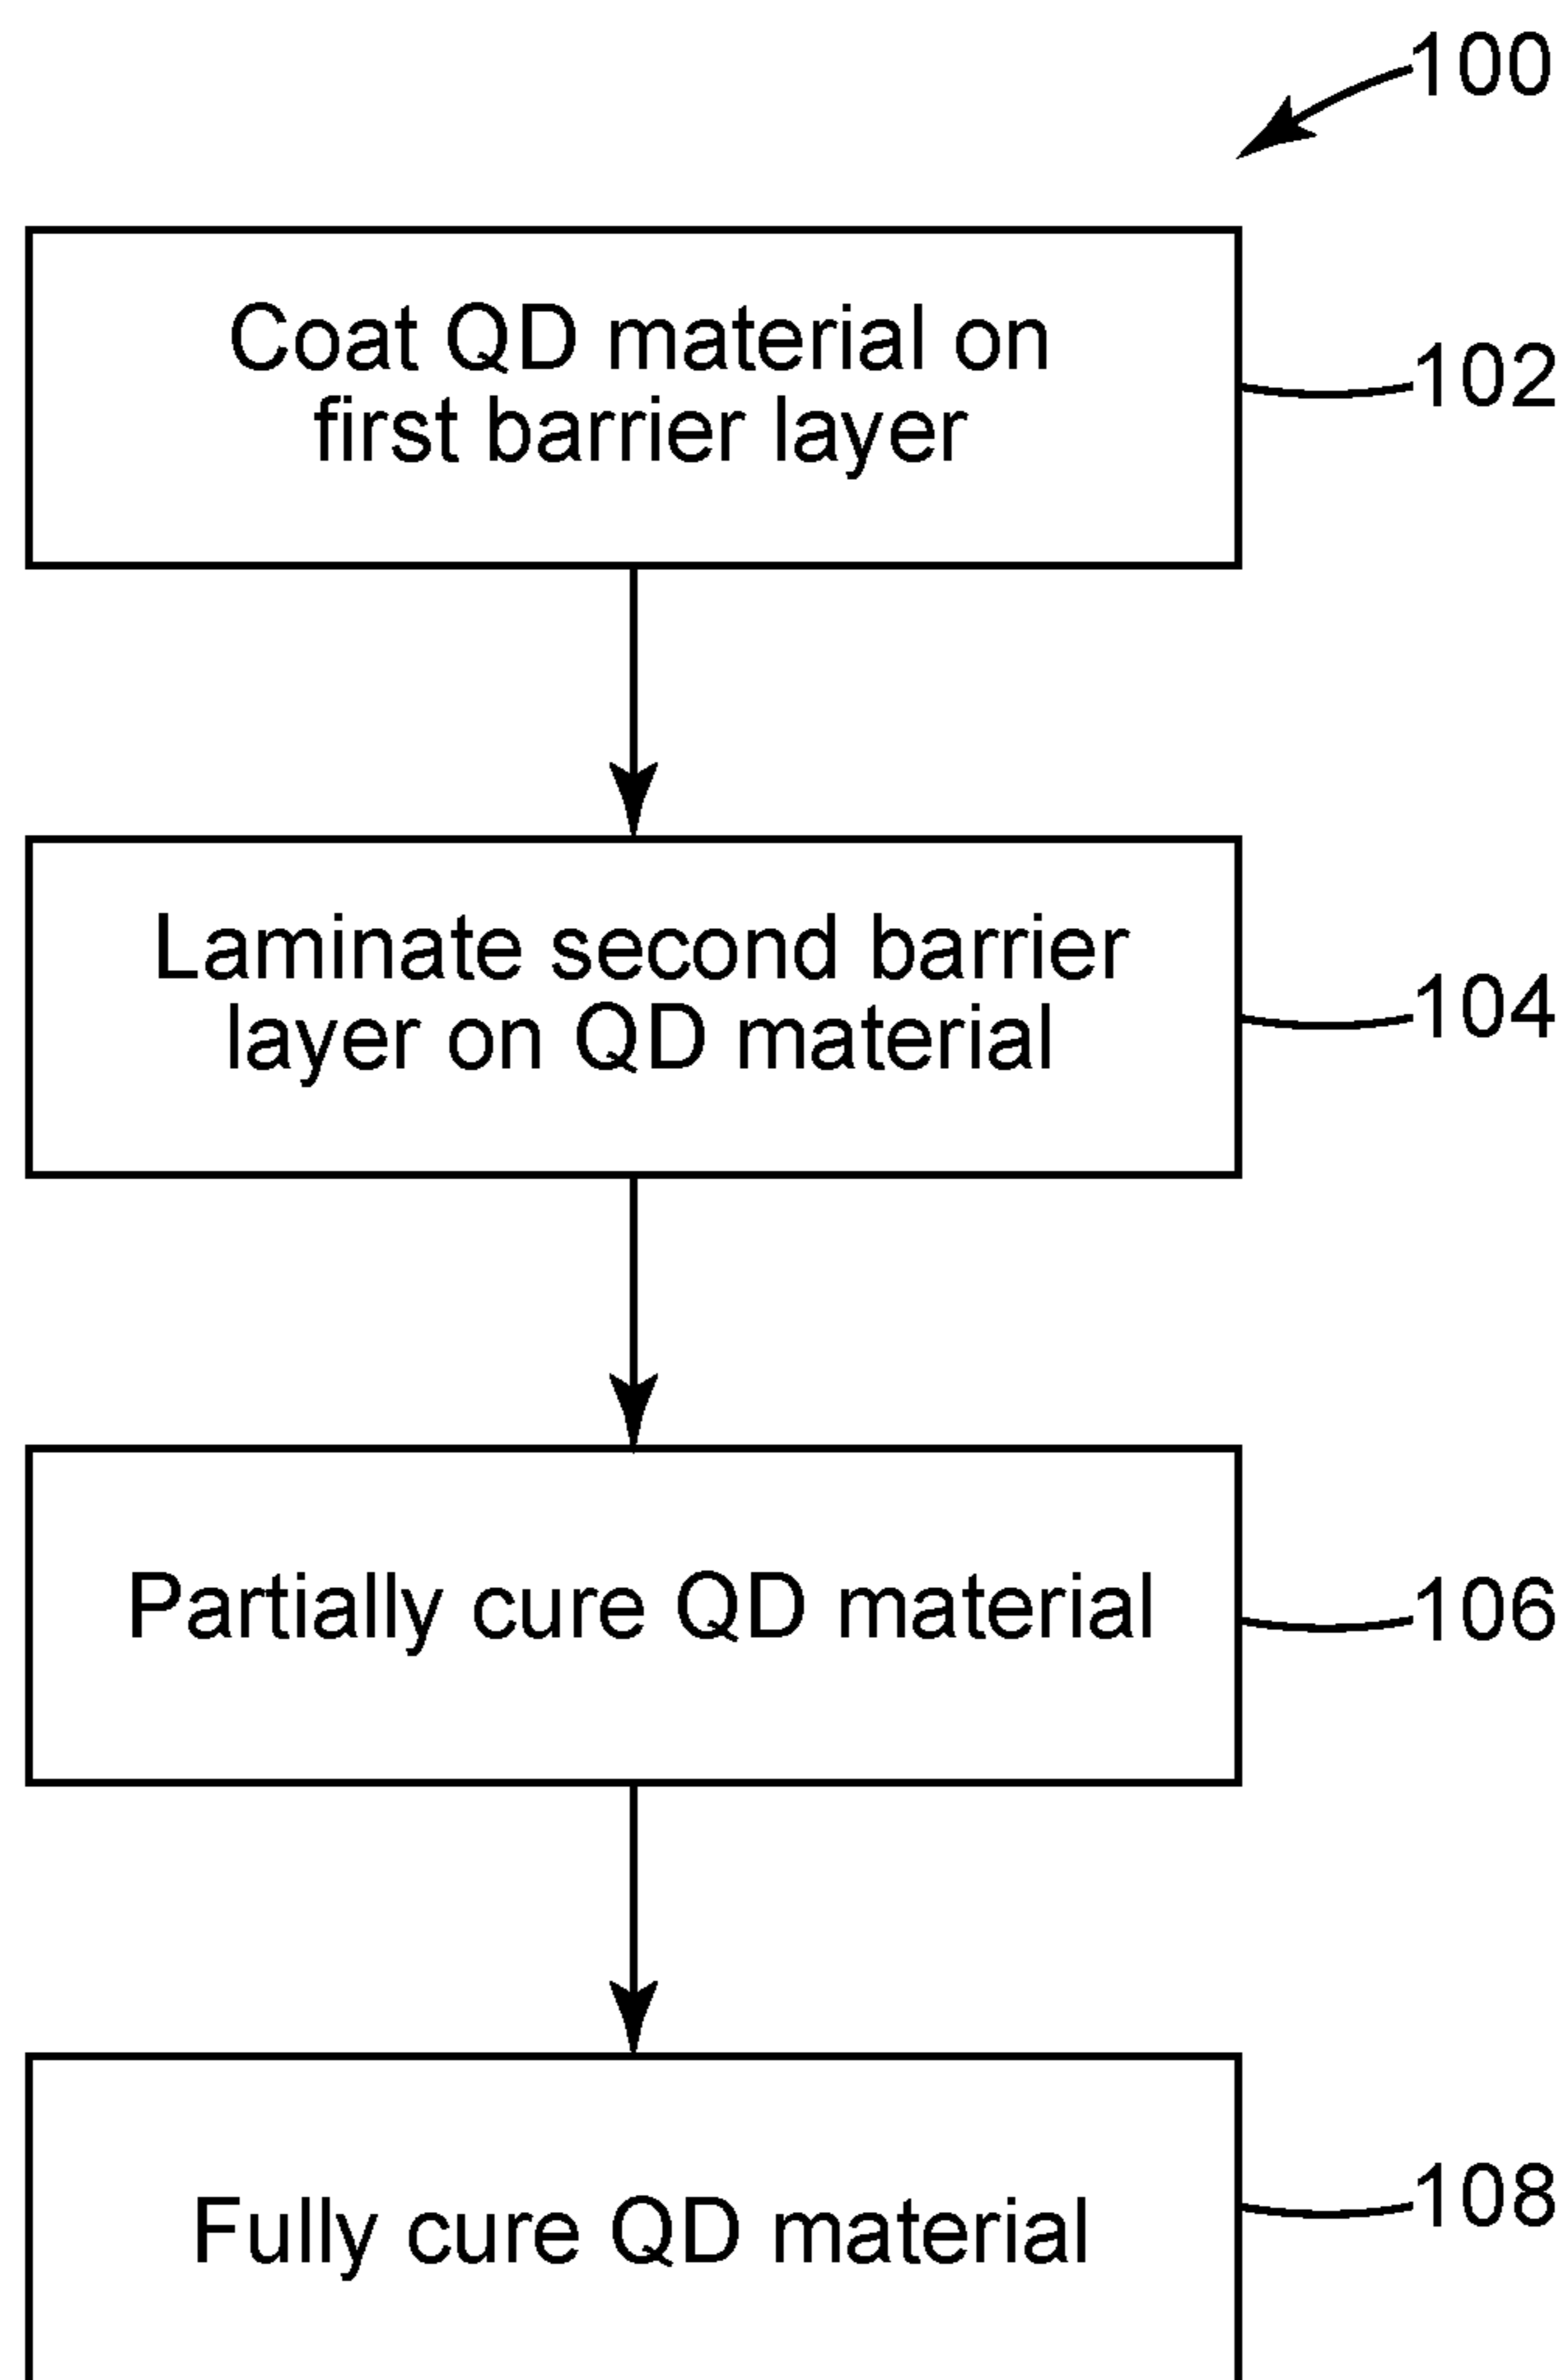 100
Coat QD material on
first barrier layer
102
Laminate second barrier
layer on QD material
104
Partially cure QD material
106
Fully cure QD material
108